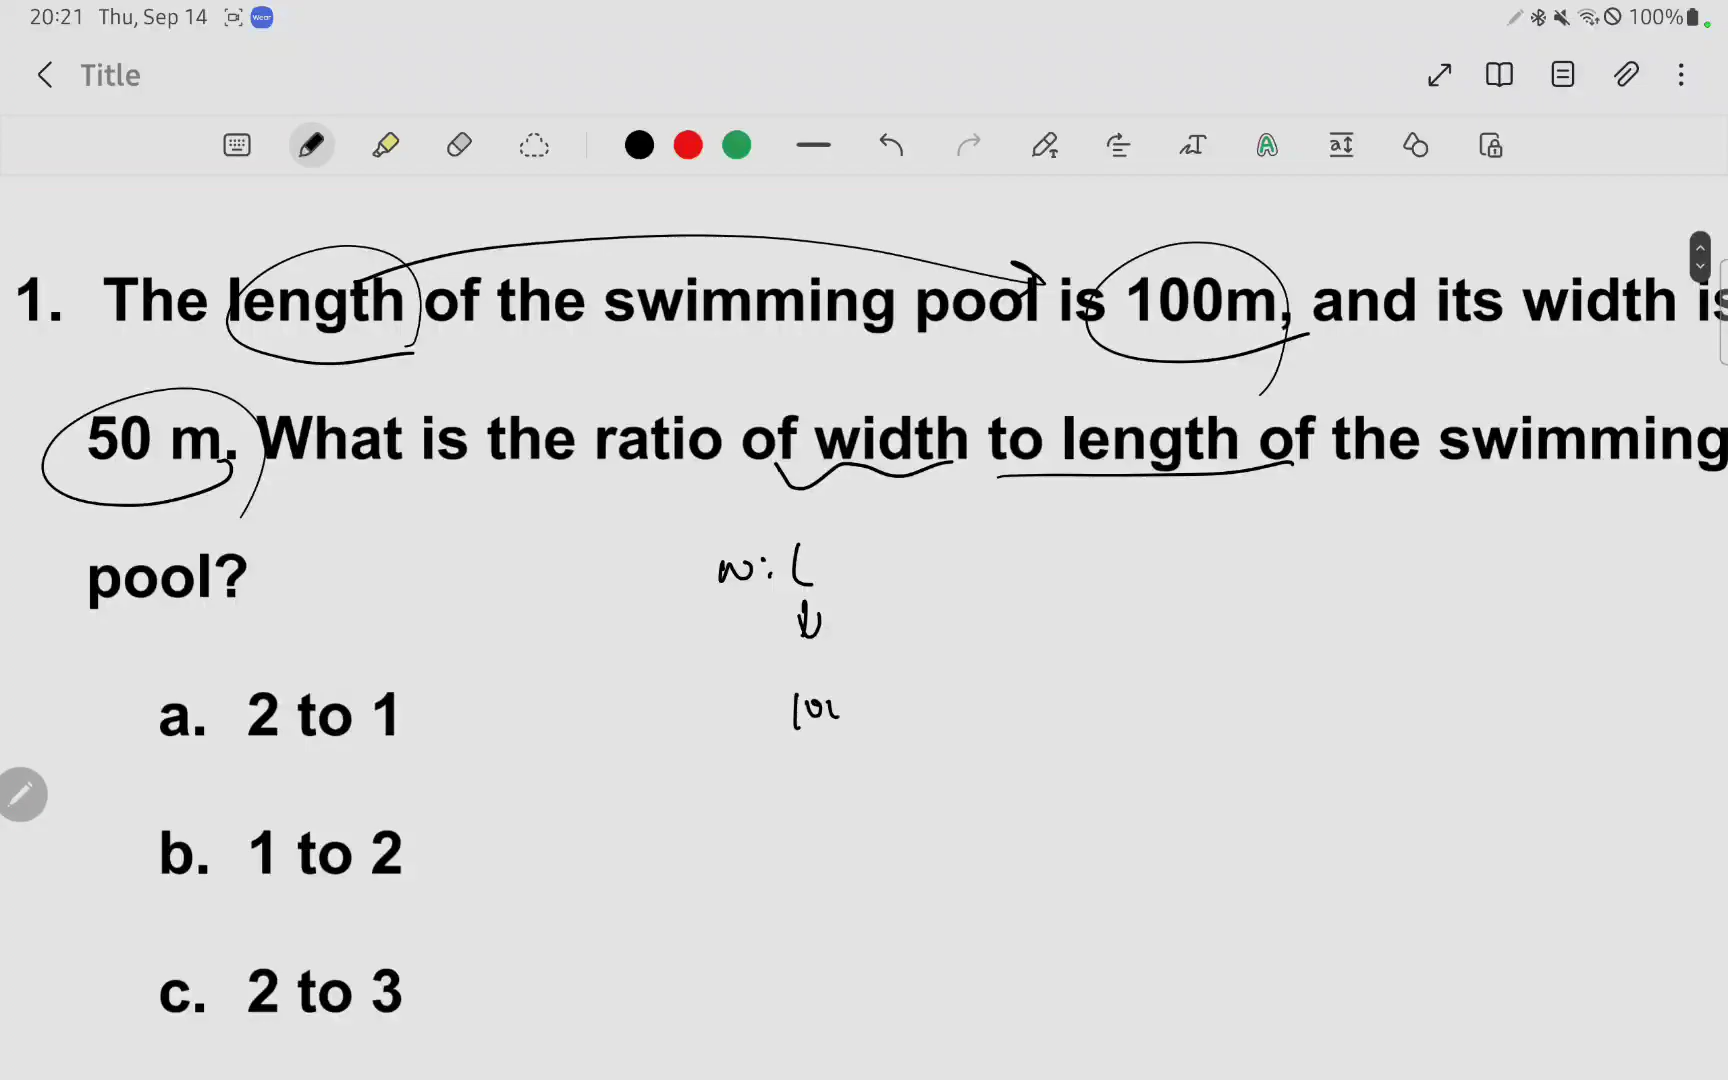 20:21 Thu, Sep 14 Wear 100%
Title
1. The length of the swimming pool is 100m, and its width is
50 m. What is the ratio of width to length of the swimming
pool?
w: l
a. 2 to 1
100
b. 1 to 2
c. 2 to 3